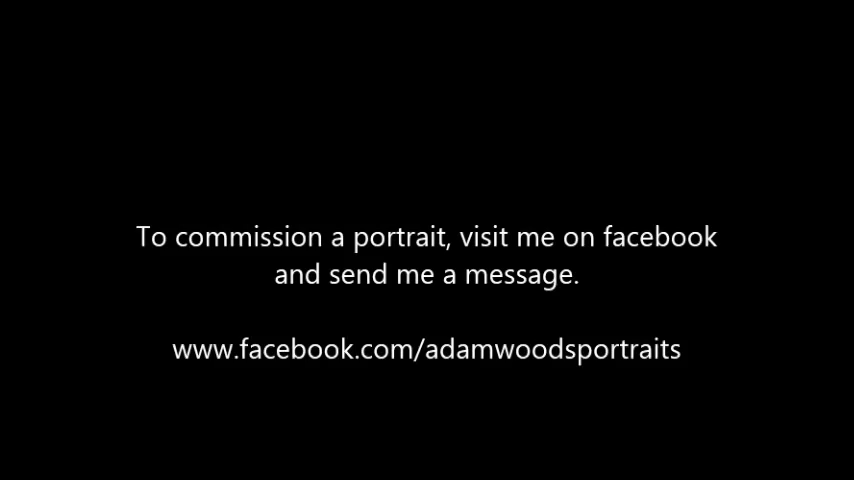 To commission a portrait, visit me on facebook
and send me a message.
www.facebook.com/adamwoodsportraits